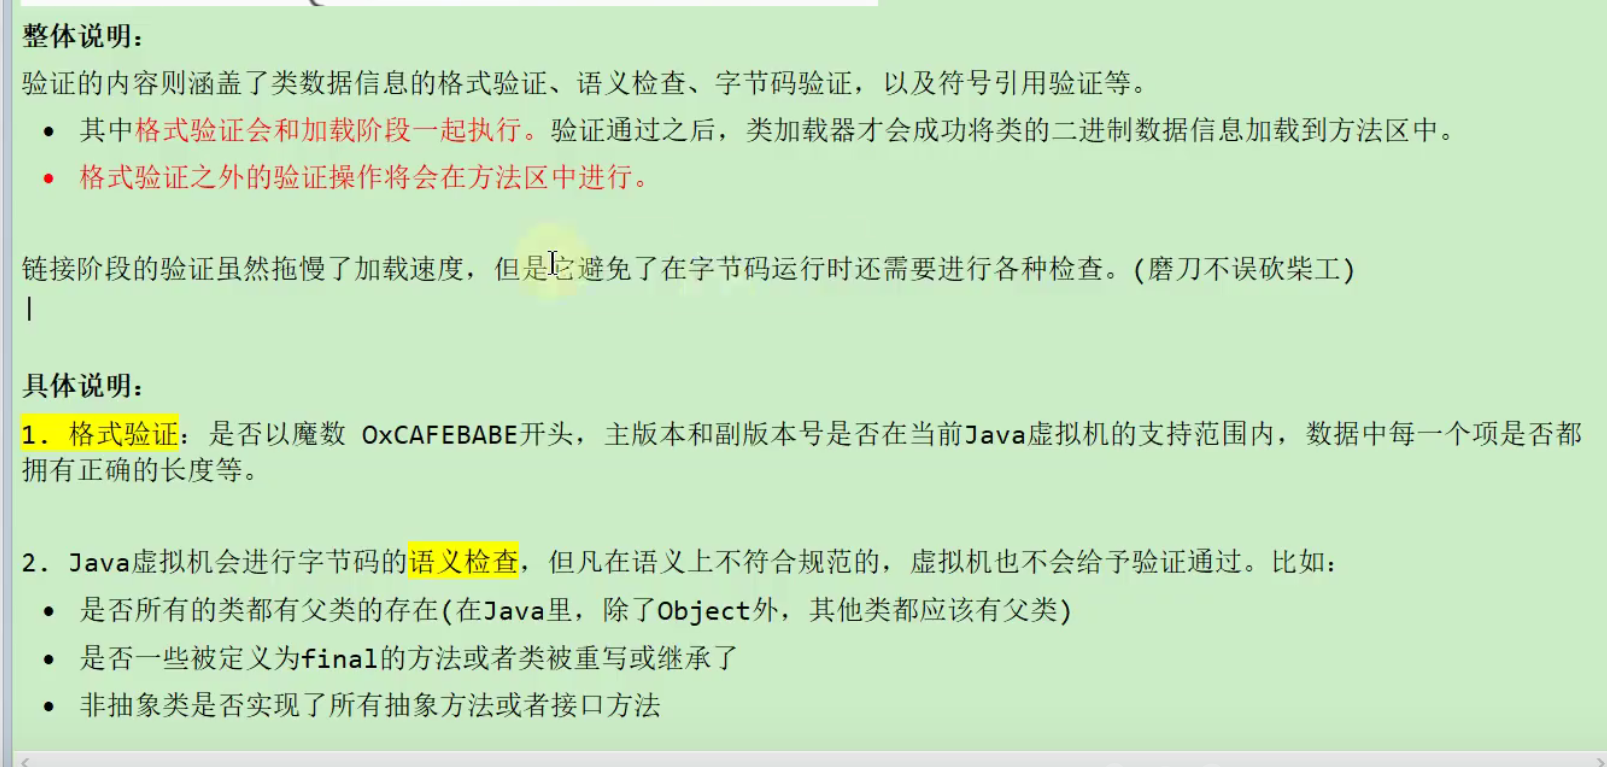 整体说明：
验证的内容则涵盖了类数据信息的格式验证、语义检查、字节码验证，以及符号引用验证等。
• 其中格式验证会和加载阶段一起执行。验证通过之后，类加载器才会成功将类的二进制数据信息加载到方法区中。
• 格式验证之外的验证操作将会在方法区中进行。
链接阶段的验证虽然拖慢了加载速度，但是它避免了在字节码运行时还需要进行各种检查。(磨刀不误砍柴工)
具体说明：
1. 格式验证：是否以魔数 OxCAFEBABE开头，主版本和副版本号是否在当前Java虚拟机的支持范围内，数据中每一个项是否都
拥有正确的长度等。
2. Java虚拟机会进行字节码的语义检查，但凡在语义上不符合规范的，虚拟机也不会给予验证通过。比如：
• 是否所有的类都有父类的存在(在Java里，除了Object外，其他类都应该有父类)
• 是否一些被定义为final的方法或者类被重写或继承了
• 非抽象类是否实现了所有抽象方法或者接口方法